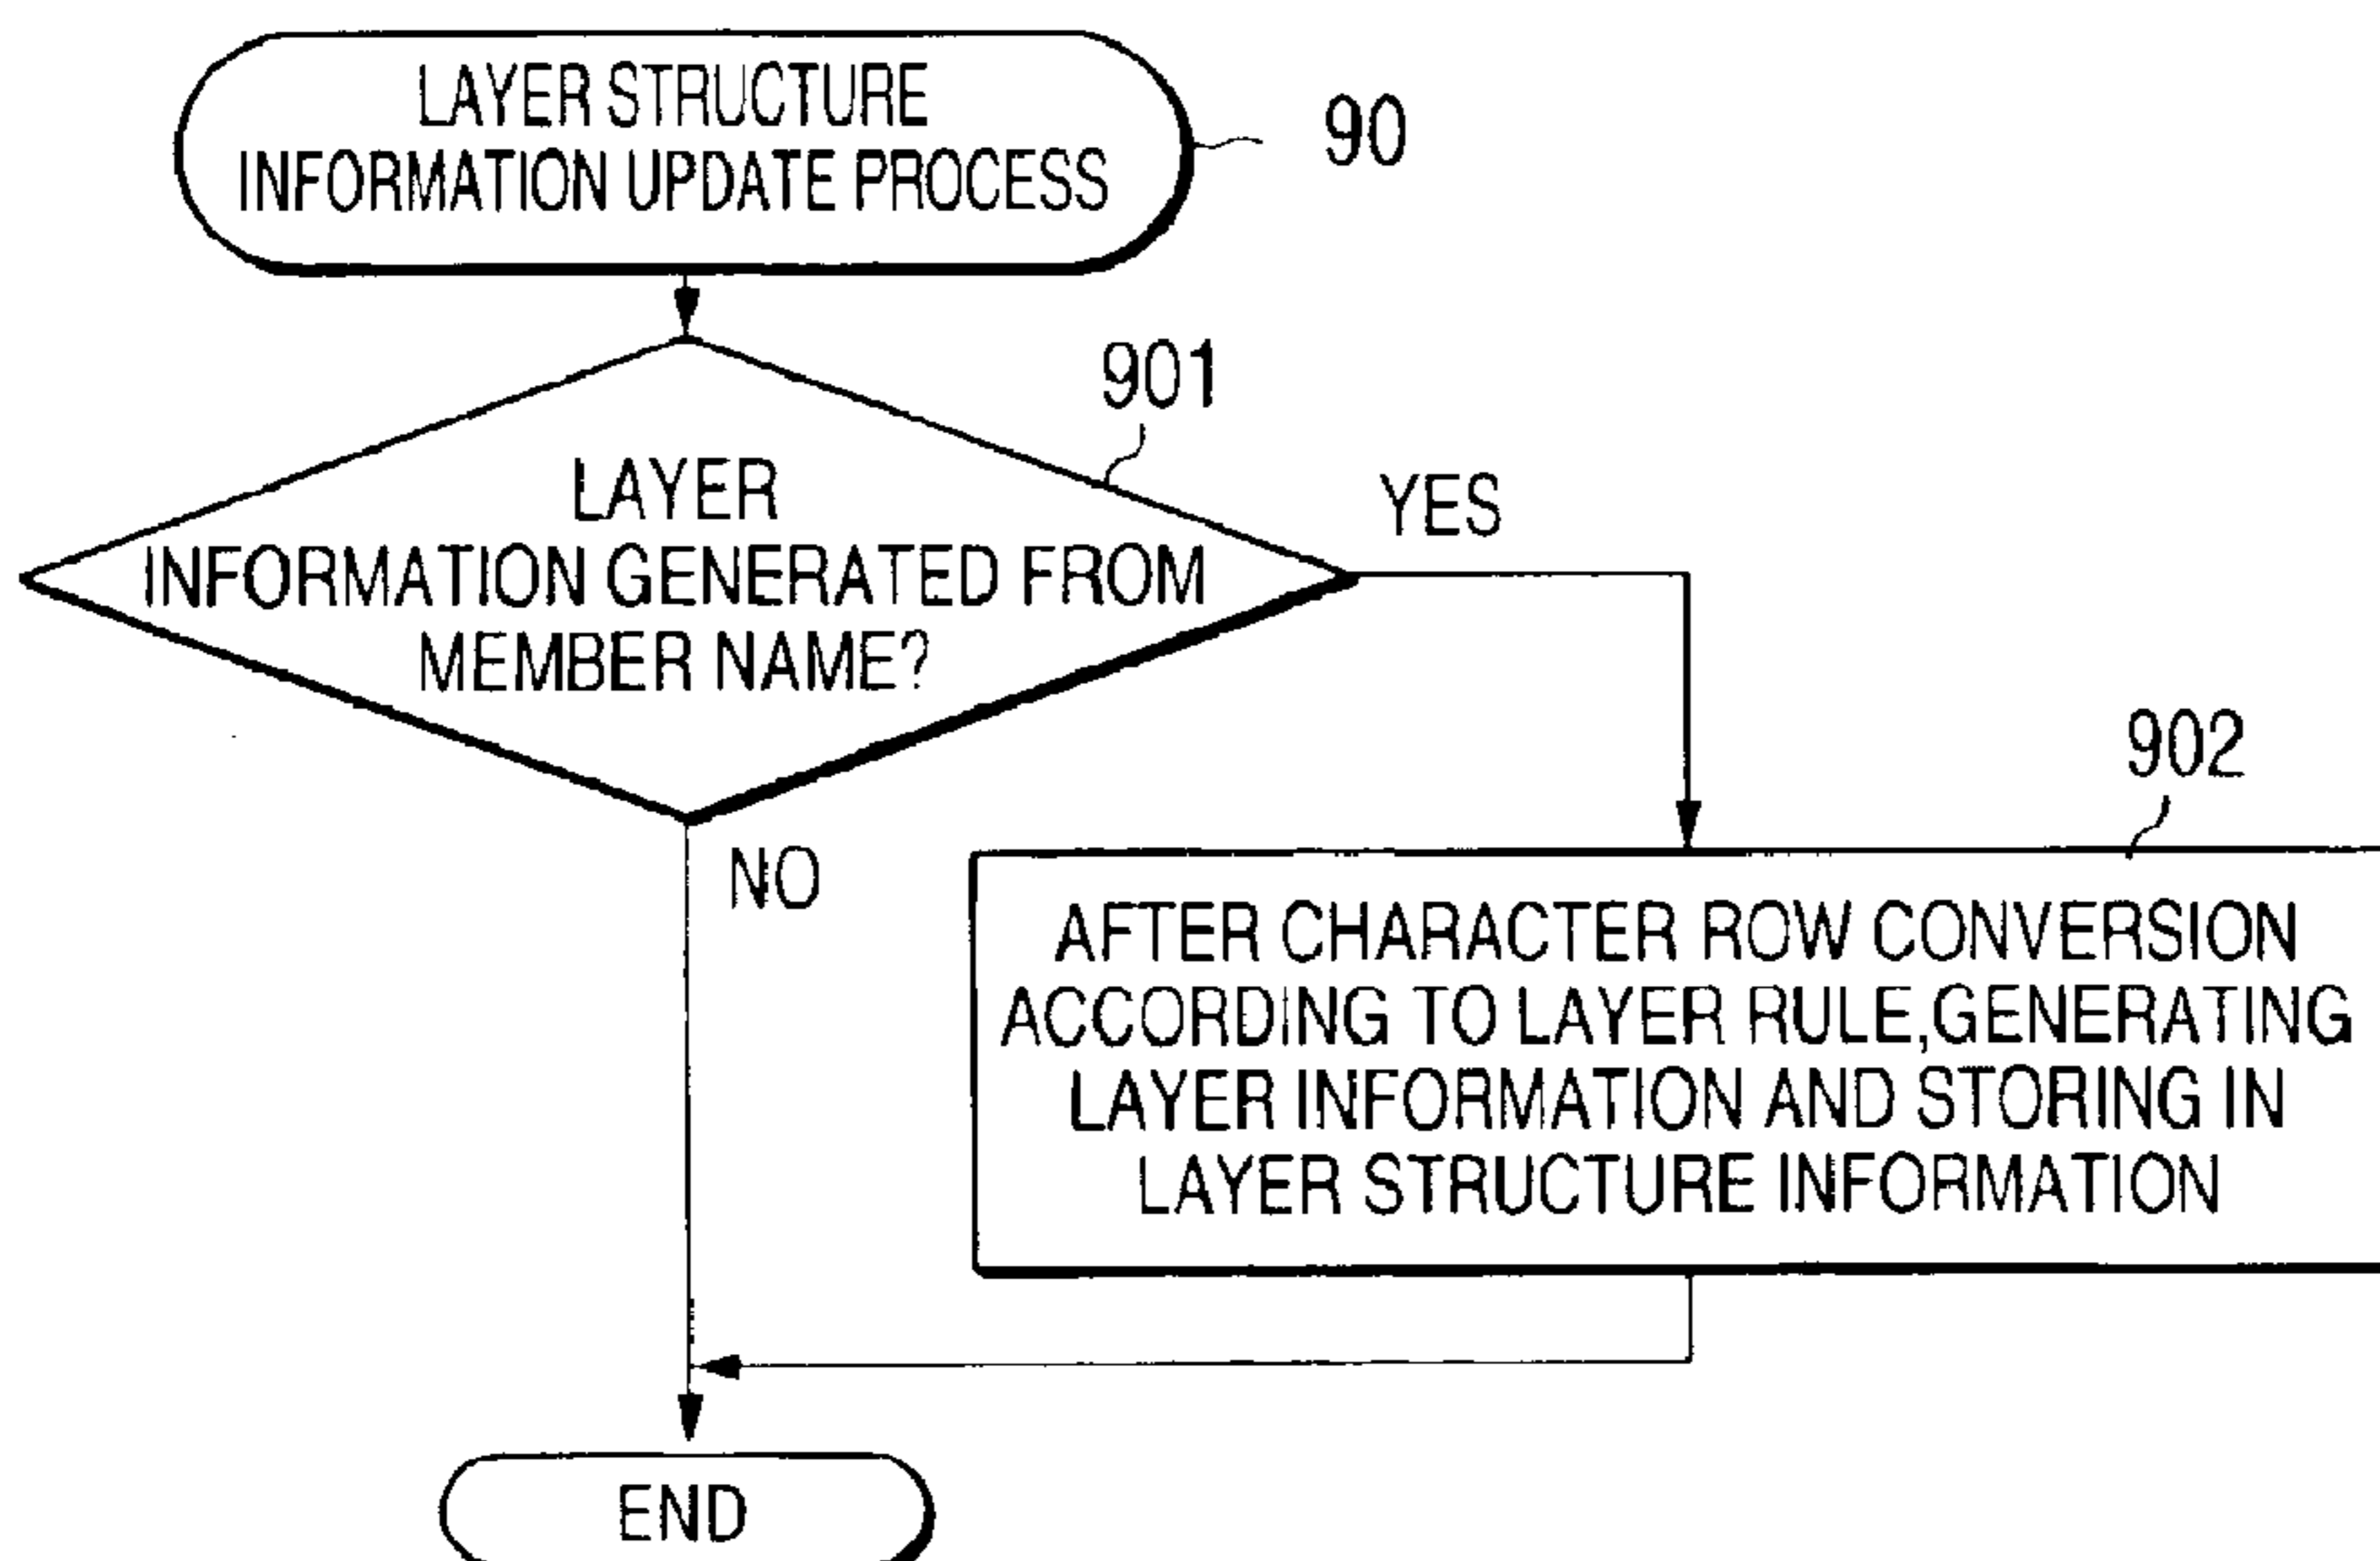 LAYER STRUCTURE
INFORMATION UPDATE PROCESS
90
901
LAYER
INFORMATION GENERATED FROM
MEMBER NAME?
YES
NO
902
AFTER CHARACTER ROW CONVERSION
ACCORDING TO LAYER RULE,GENERATING
LAYER INFORMATION AND STORING IN
LAYER STRUCTURE INFORMATION
END